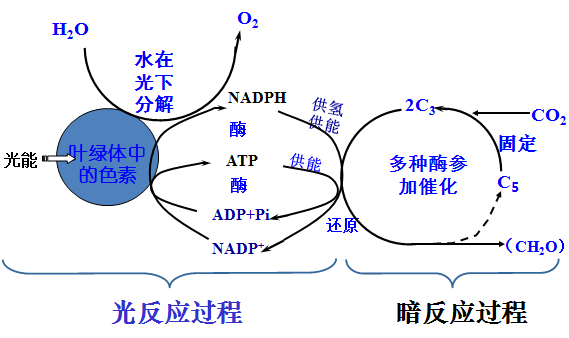 H₂O
O₂
水在
光下
分解
光能
叶绿体中
的色素
NADPH
酶
ATP
酶
ADP+Pi
NADP⁺
供氢
供能
供能
还原
2C₃
CO₂
固定
多种酶参
加催化
C₅
（CH₂O）
光反应过程
暗反应过程